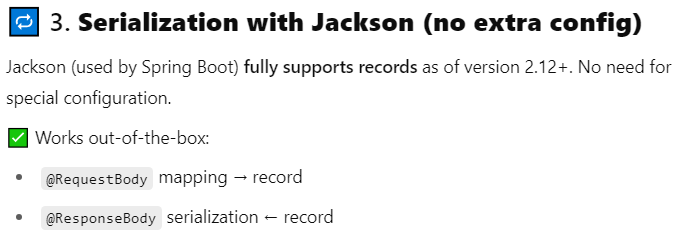 🔁 3. Serialization with Jackson (no extra config)
Jackson (used by Spring Boot) fully supports records as of version 2.12+. No need for
special configuration.
✅ Works out-of-the-box:
• @RequestBody mapping → record
• @ResponseBody serialization ← record